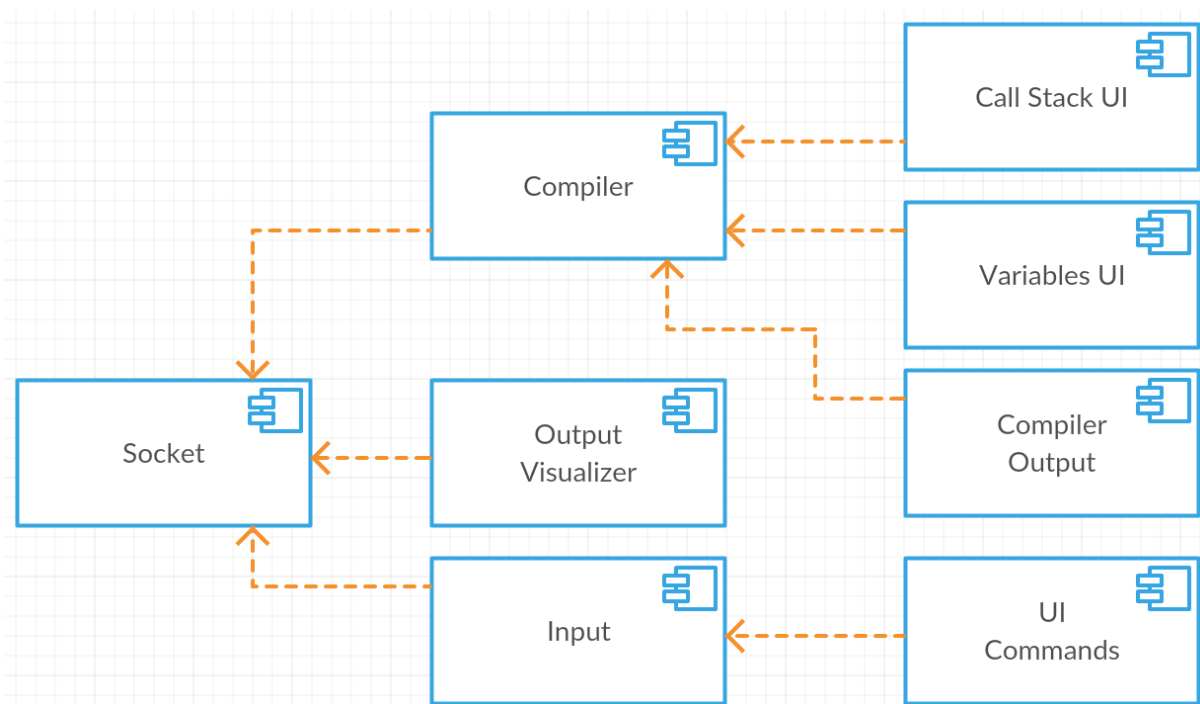 Call Stack UI
Compiler
Variables UI
Socket
Output
Visualizer
Compiler
Output
Input
UI
Commands